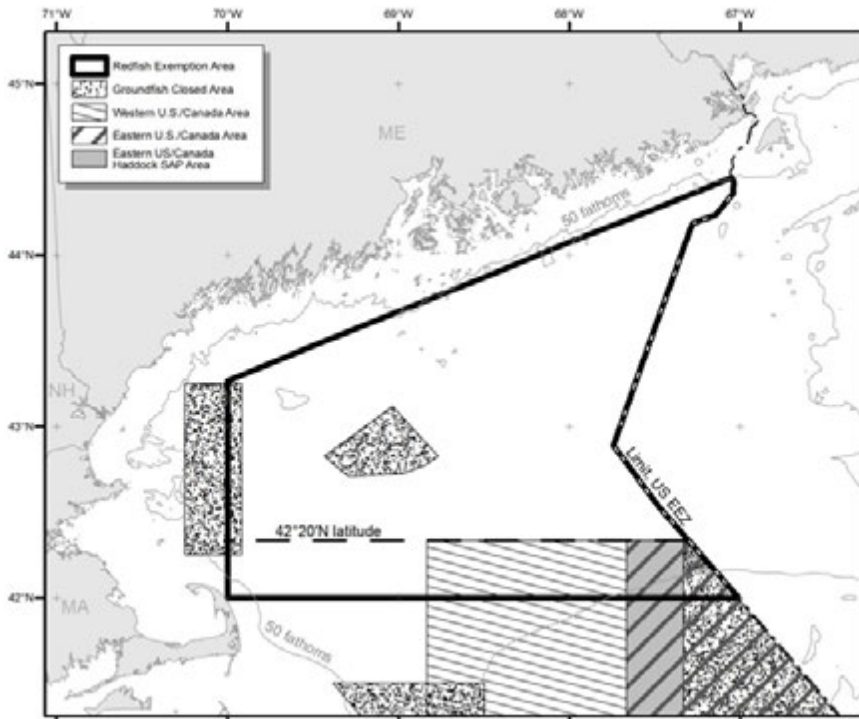 71°W 70°W 69°W 68°W 67°W
Redfish Exemption Area
Groundfish Closed Area
Western U.S./Canada Area
Eastern U.S./Canada Area
Eastern US/Canada
Haddock SAP Area
45°N
ME
50 fathoms
44°N
NH
43°N
Limit, US EEZ
42°20'N latitude
42°N
MA
50 fathoms